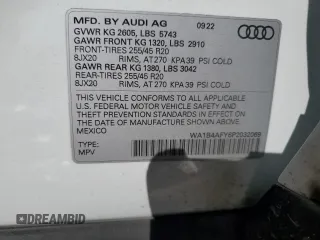 MFD. BY AUDI AG 09.22
GVWR KG 2605, LBS 5743
GAWR FRONT KG 1320, LBS 2910
FRONT-TIRES 255/45 R20
8JX20 RIMS, AT 270 KPA 39 PSI COLD
GAWR REAR KG 1380, LBS 3042
REAR-TIRES 255/45 R20
8JX20 RIMS, AT 270 KPA 39 PSI COLD
THIS VEHICLE CONFORMS TO ALL APPLICABLE
U.S. FEDERAL MOTOR VEHICLE SAFETY, BUMPER
AND THEFT PREVENTION STANDARDS IN EFFECT
ON THE DATE OF MANUFACTURE SHOWN ABOVE.
MEXICO
TYPE:
MPV
DREAMBID